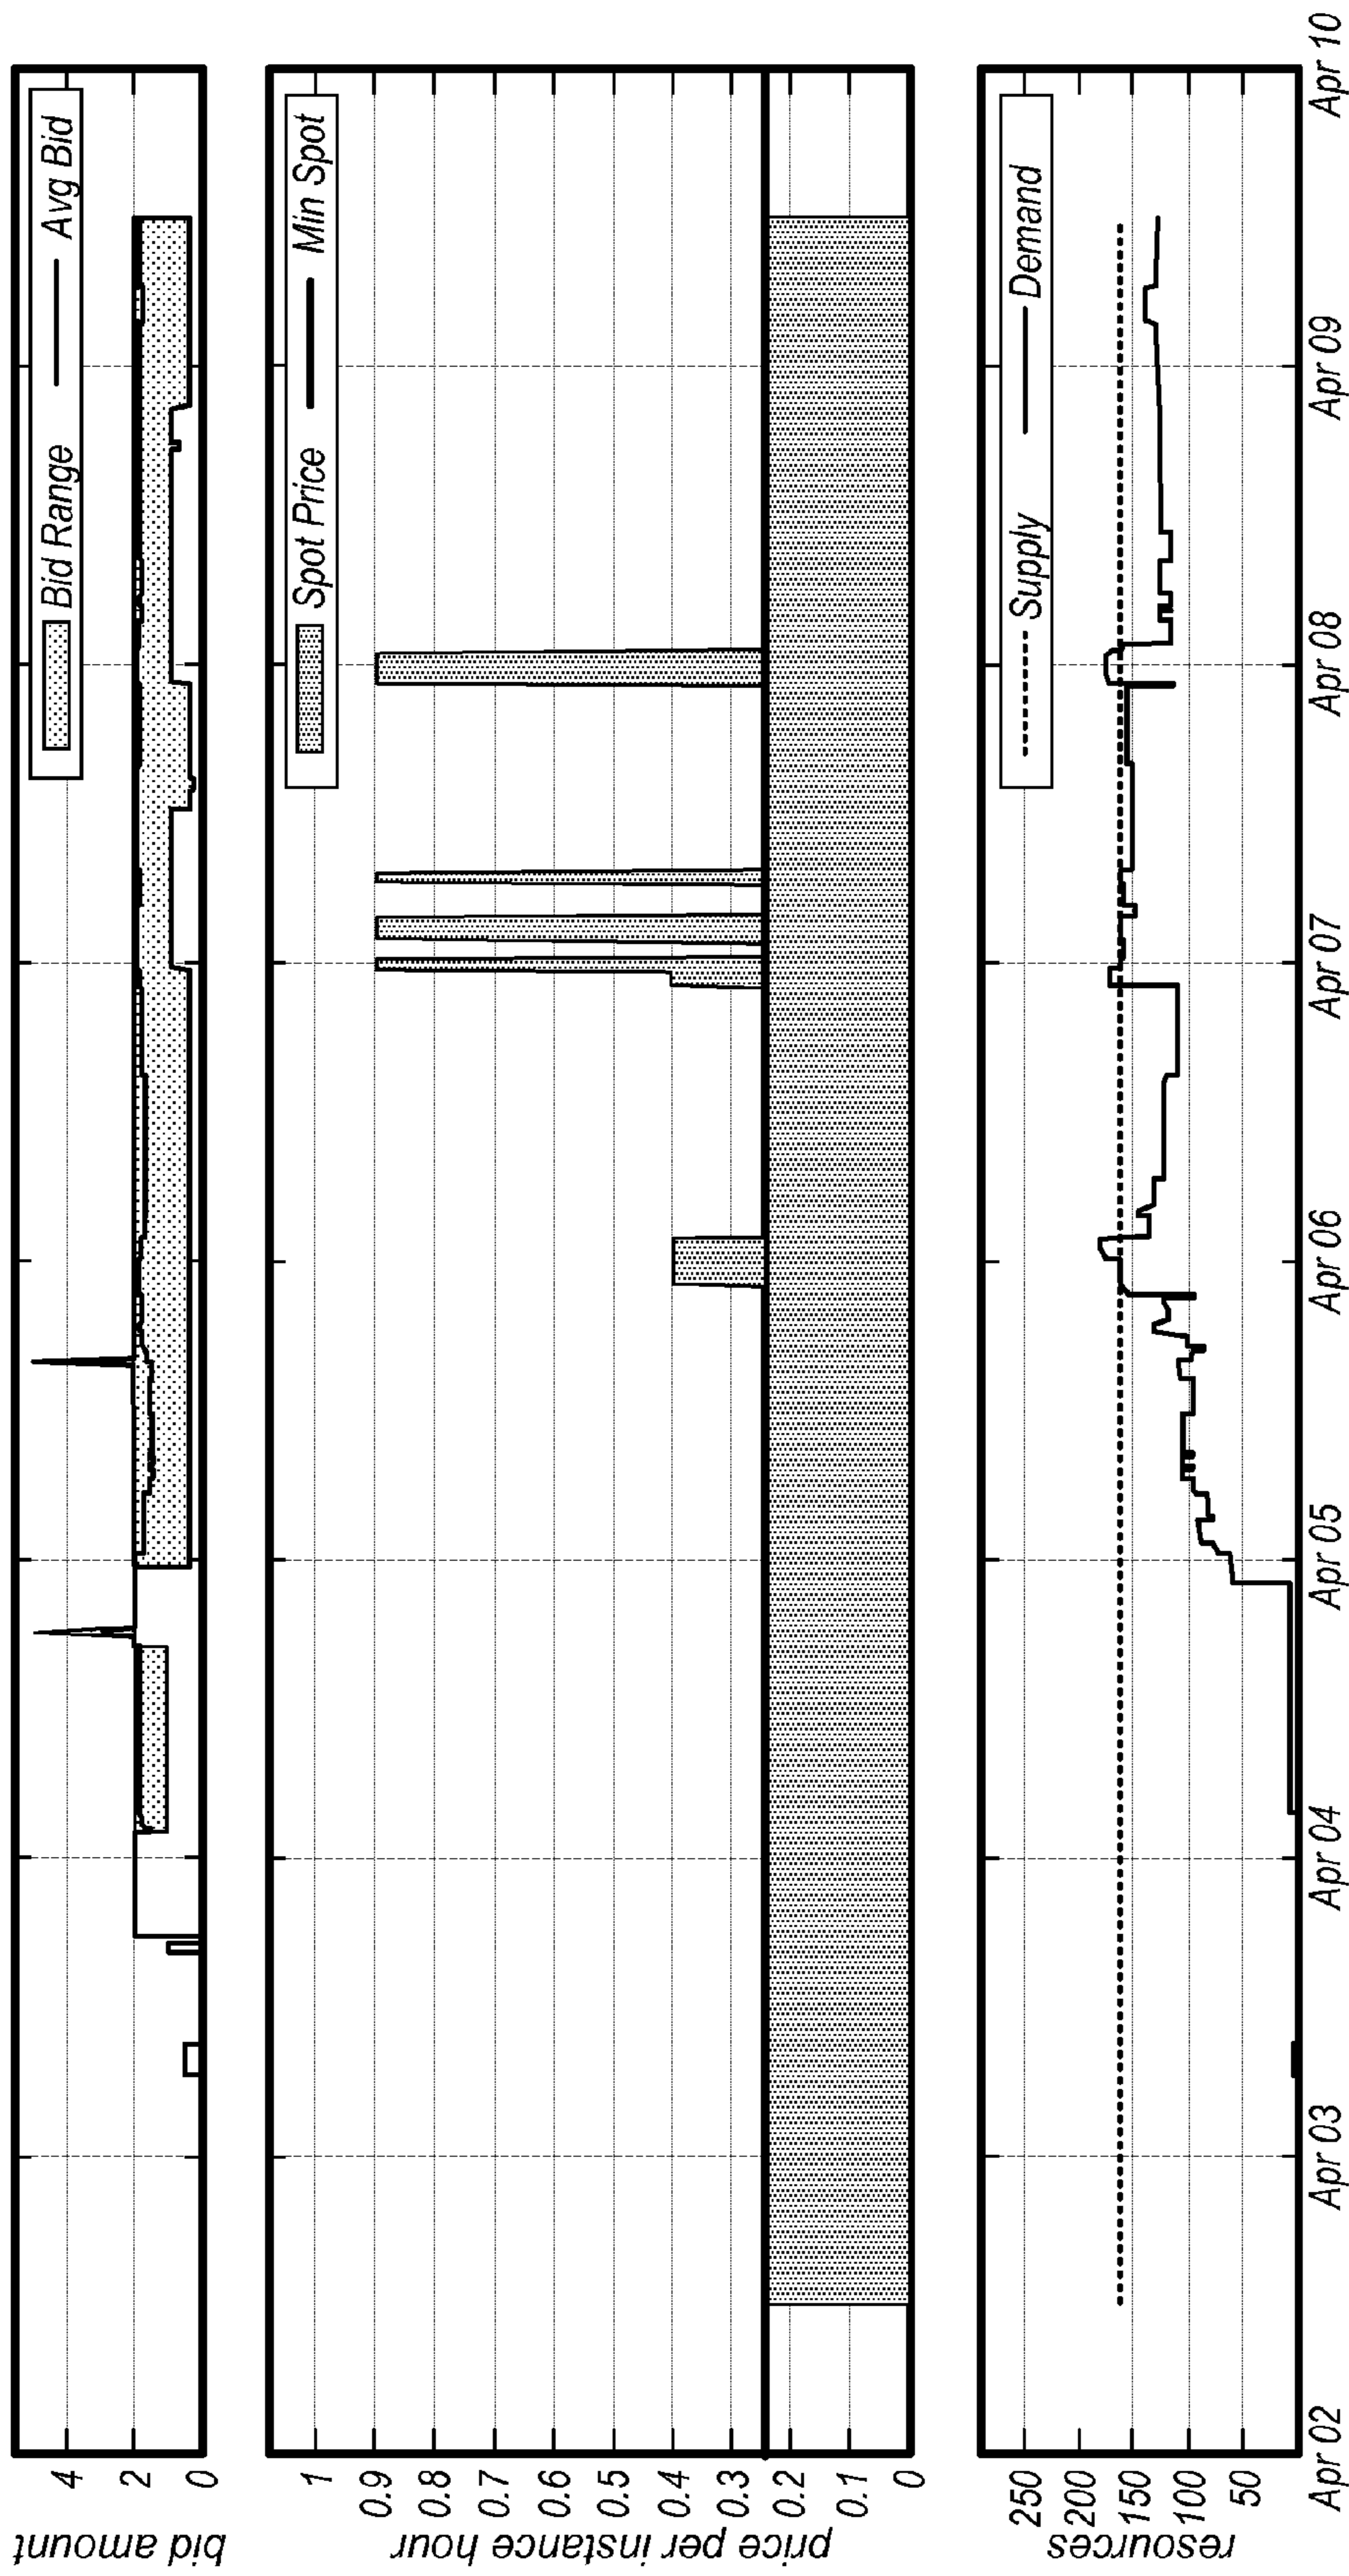 bid amount
4
2
0
Bid Range Avg Bid
price per instance hour
1
0.9
0.8
0.7
0.6
0.5
0.4
0.3
0.2
0.1
0
Spot Price Min Spot
resources
250
200
150
100
50
Supply Demand
Apr 02 Apr 03 Apr 04 Apr 05 Apr 06 Apr 07 Apr 08 Apr 09 Apr 10